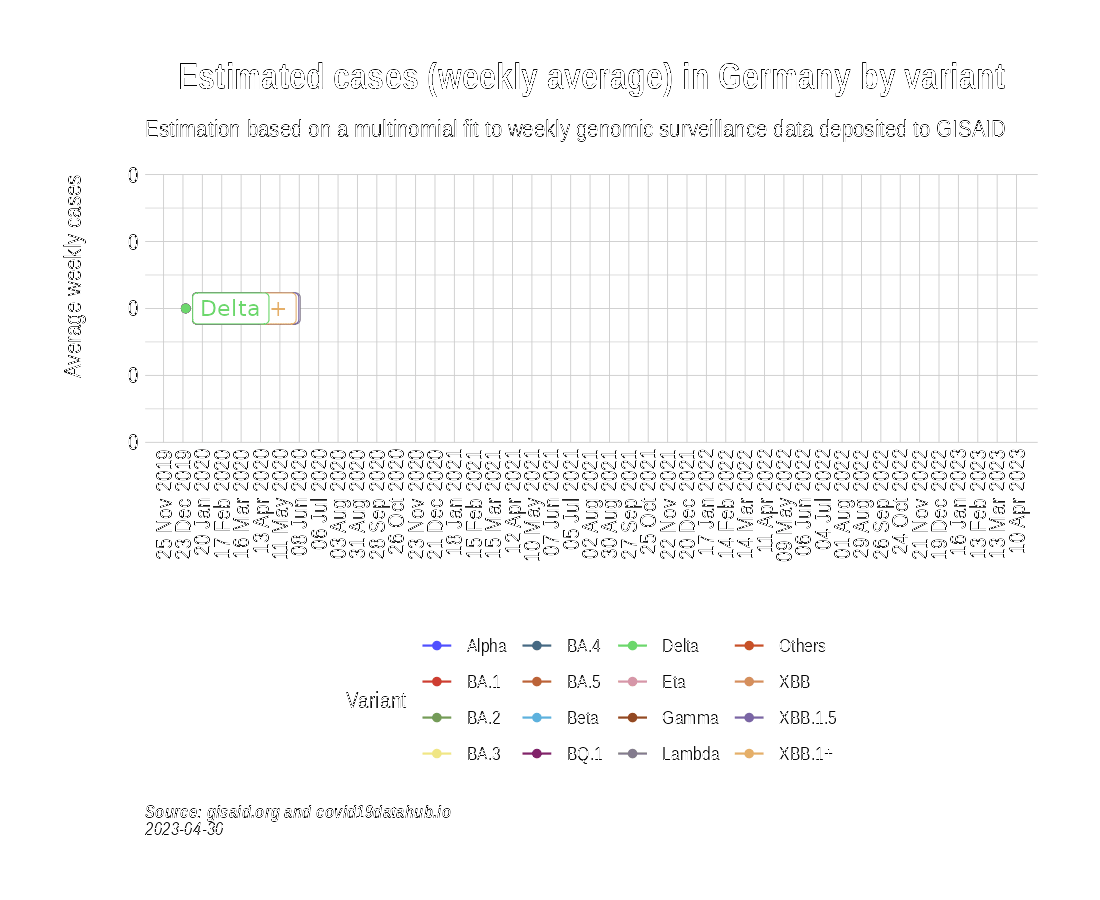 Estimated cases (weekly average) in Germany by variant
Estimation based on a multinomial fit to weekly genomic surveillance data deposited to GISAID
Average weekly cases
0
0
0
0
0
Delta
+
25 Nov 2019
23 Dec 2019
20 Jan 2020
17 Feb 2020
16 Mar 2020
13 Apr 2020
11 May 2020
08 Jun 2020
06 Jul 2020
03 Aug 2020
31 Aug 2020
28 Sep 2020
26 Oct 2020
23 Nov 2020
21 Dec 2020
18 Jan 2021
15 Feb 2021
15 Mar 2021
12 Apr 2021
10 May 2021
07 Jun 2021
05 Jul 2021
02 Aug 2021
30 Aug 2021
27 Sep 2021
25 Oct 2021
22 Nov 2021
20 Dec 2021
17 Jan 2022
14 Feb 2022
14 Mar 2022
11 Apr 2022
09 May 2022
06 Jun 2022
04 Jul 2022
01 Aug 2022
29 Aug 2022
26 Sep 2022
24 Oct 2022
21 Nov 2022
19 Dec 2022
16 Jan 2023
13 Feb 2023
13 Mar 2023
10 Apr 2023
Variant
Alpha
BA.1
BA.2
BA.3
BA.4
BA.5
Beta
BQ.1
Delta
Eta
Gamma
Lambda
Others
XBB
XBB.1.5
XBB.1+
Source: gisaid.org and covid19datahub.io
2023-04-30